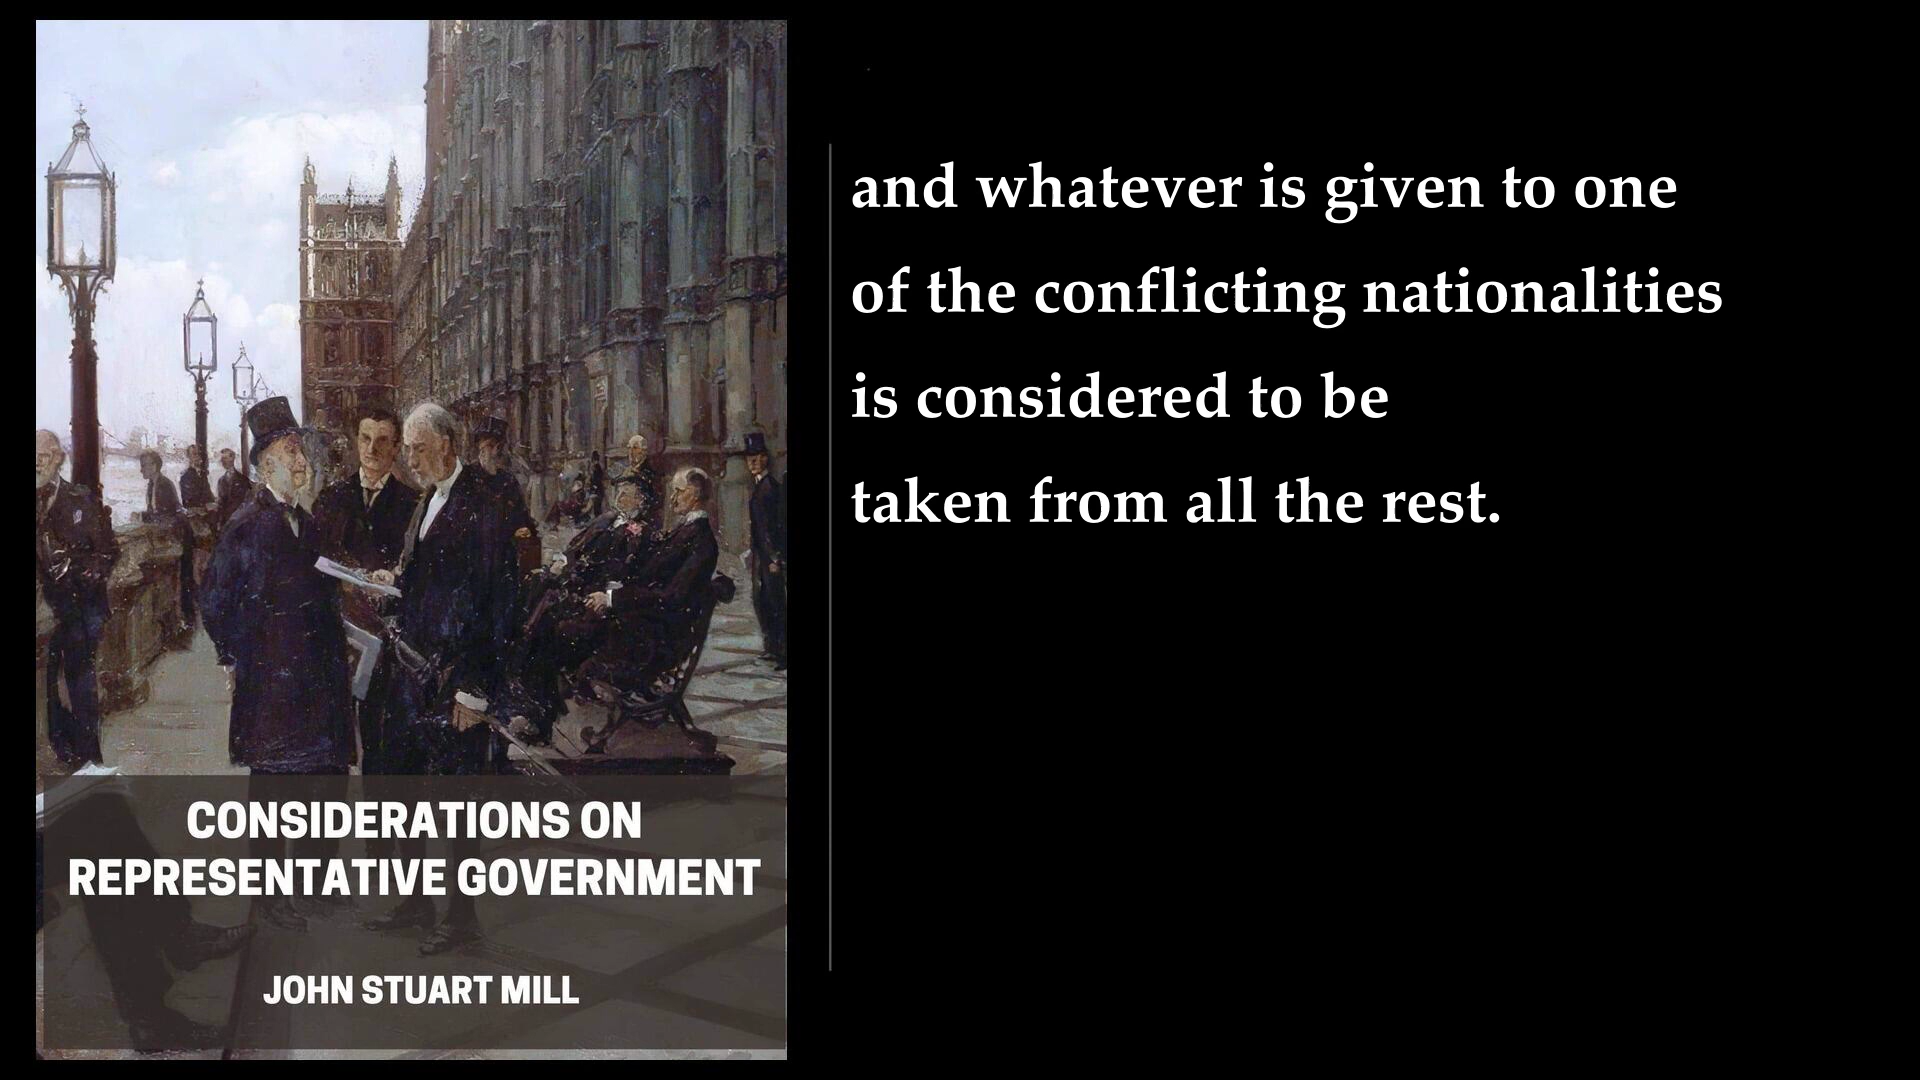 and whatever is given to one
of the conflicting nationalities
is considered to be
taken from all the rest.
CONSIDERATIONS ON
REPRESENTATIVE GOVERNMENT
JOHN STUART MILL